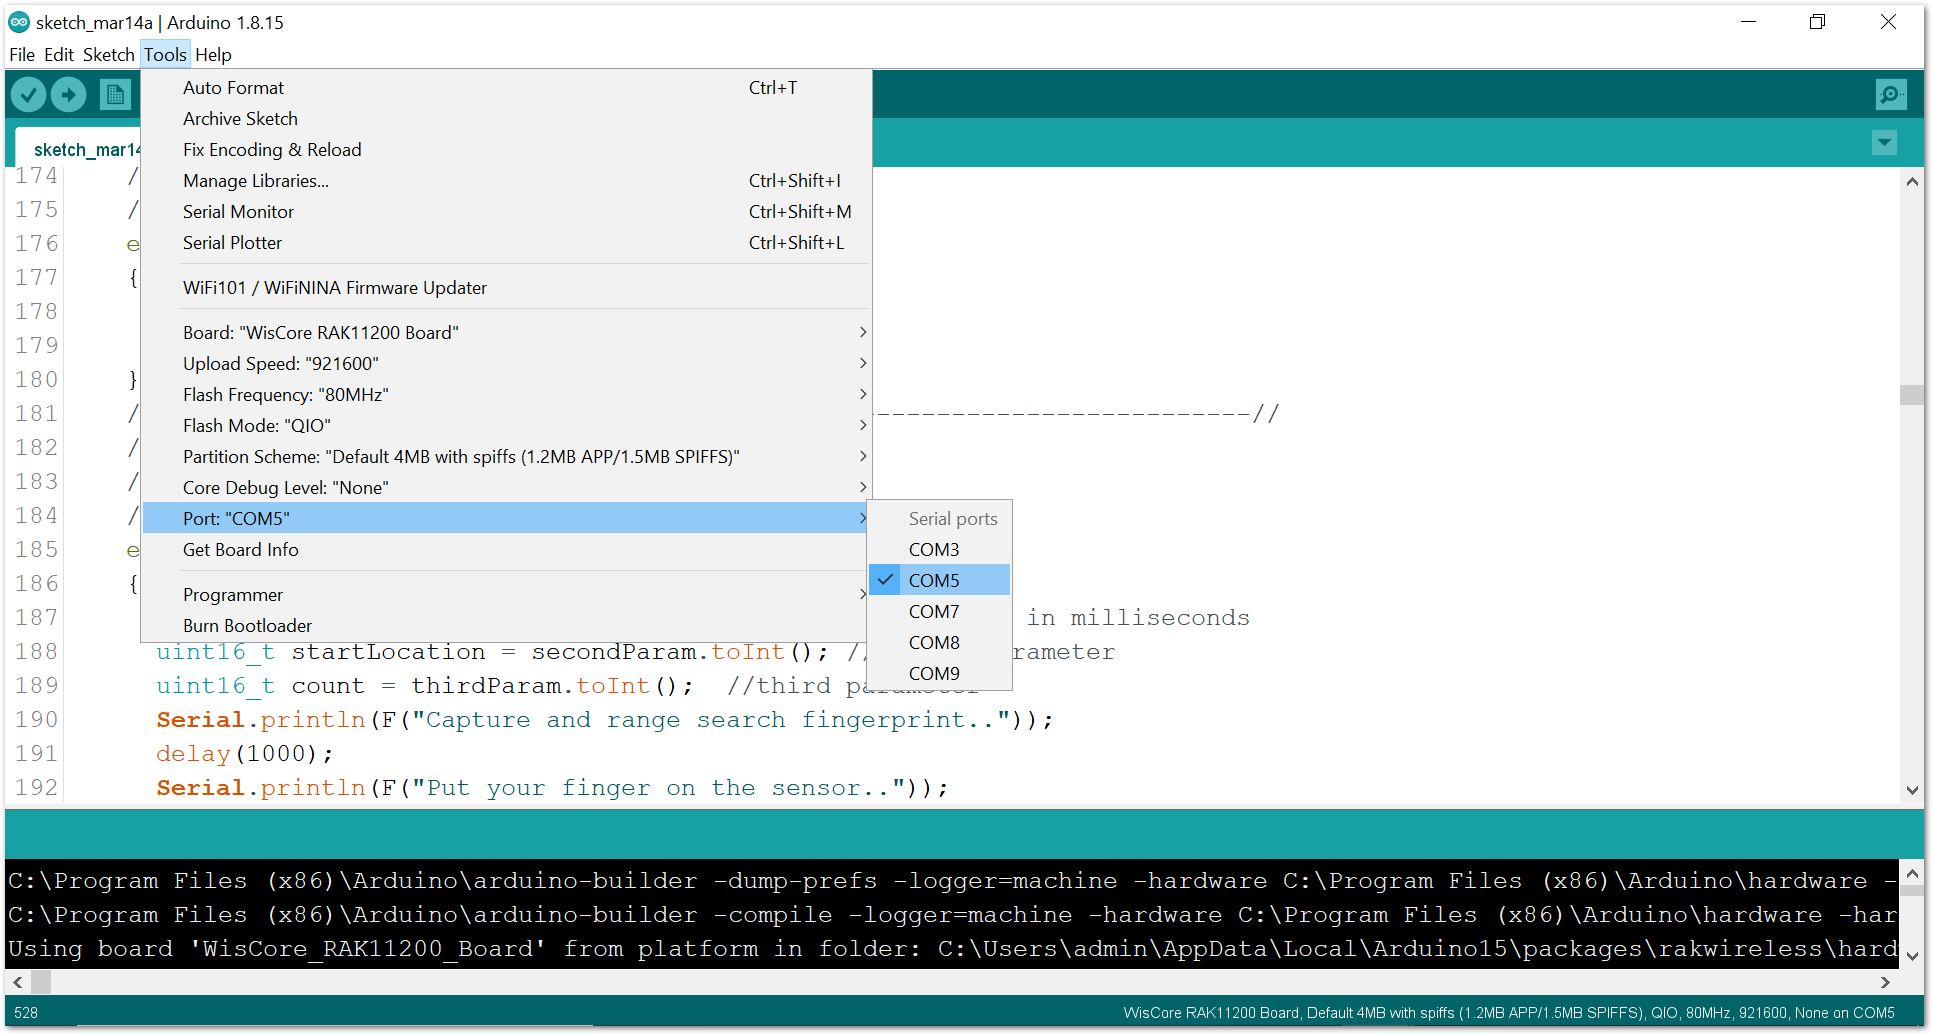 sketch_mar14a | Arduino 1.8.15
File Edit Sketch Tools Help
Auto Format Ctrl+T
Archive Sketch
Fix Encoding & Reload
Manage Libraries... Ctrl+Shift+I
Serial Monitor Ctrl+Shift+M
Serial Plotter Ctrl+Shift+L
WiFi101 / WiFiNINA Firmware Updater
Board: "WisCore RAK11200 Board"
Upload Speed: "921600"
Flash Frequency: "80MHz"
Flash Mode: "QIO"
Partition Scheme: "Default 4MB with spiffs (1.2MB APP/1.5MB SPIFFS)"
Core Debug Level: "None"
Port: "COM5"
Get Board Info
Programmer
Burn Bootloader
Serial ports
COM3
COM5
COM7
COM8
COM9
sketch_mar14
174 /
175 /
176 e
177 {
178
179
180 }
181 / --------------------------//
182 /
183 /
184 /
185 e
186 {
187 in milliseconds
188 uint16_t startLocation = secondParam.toInt(); // rameter
189 uint16_t count = thirdParam.toInt(); //third parameter
190 Serial.println(F("Capture and range search fingerprint.."));
191 delay(1000);
192 Serial.println(F("Put your finger on the sensor.."));
C:\Program Files (x86)\Arduino\arduino-builder -dump-prefs -logger=machine -hardware C:\Program Files (x86)\Arduino\hardware -
C:\Program Files (x86)\Arduino\arduino-builder -compile -logger=machine -hardware C:\Program Files (x86)\Arduino\hardware -har
Using board 'WisCore_RAK11200_Board' from platform in folder: C:\Users\admin\AppData\Local\Arduino15\packages\rakwireless\hard
528 WisCore RAK11200 Board, Default 4MB with spiffs (1.2MB APP/1.5MB SPIFFS), QIO, 80MHz, 921600, None on COM5